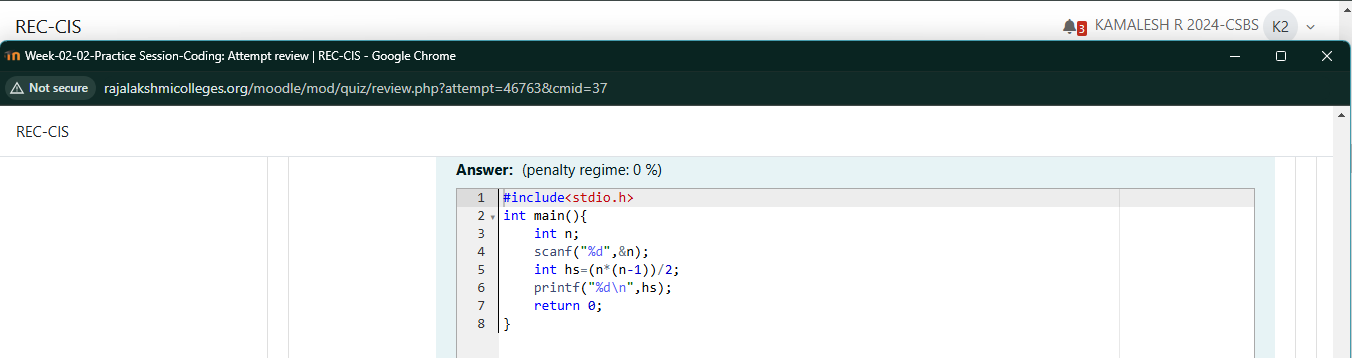 REC-CIS
3 KAMALESH R 2024-CSBS K2
Week-02-02-Practice Session-Coding: Attempt review | REC-CIS - Google Chrome
Not secure rajalakshmicolleges.org/moodle/mod/quiz/review.php?attempt=46763&cmid=37
REC-CIS
Answer: (penalty regime: 0 %)
1 #include<stdio.h>
2 int main(){
3 int n;
4 scanf("%d",&n);
5 int hs=(n*(n-1))/2;
6 printf("%d\n",hs);
7 return 0;
8 }